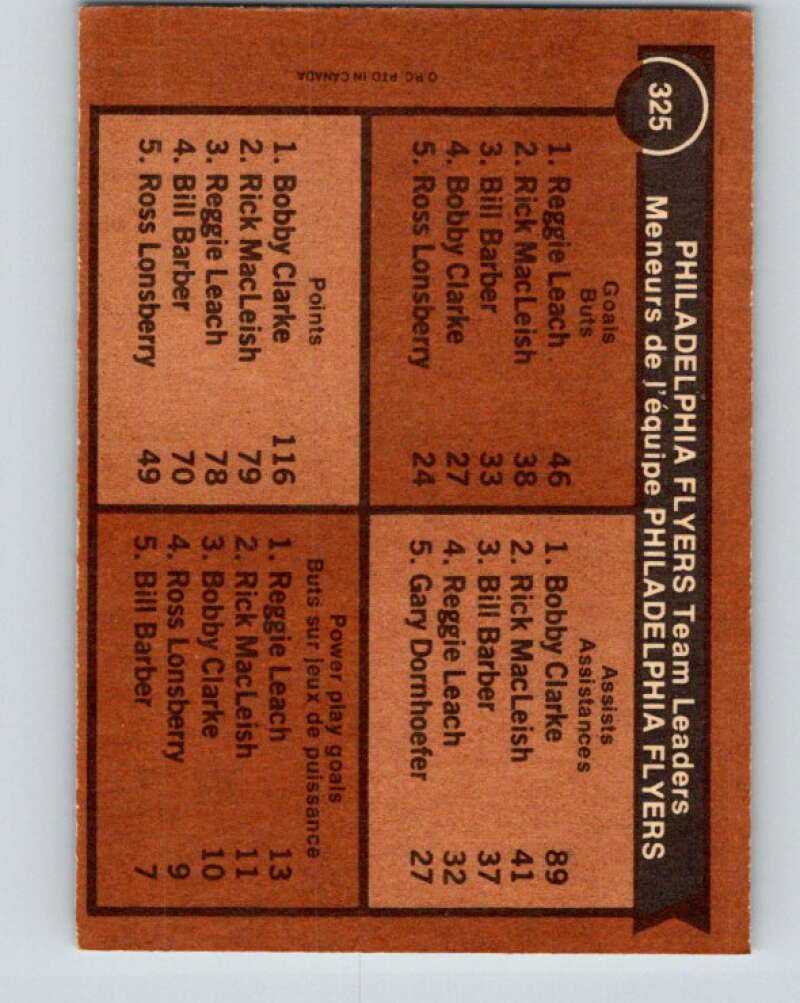 325
PHILADELPHIA FLYERS Team Leaders
Meneurs de l'équipe PHILADELPHIA FLYERS
Goals
Buts
1. Reggie Leach 46
2. Rick MacLeish 38
3. Bill Barber 33
4. Bobby Clarke 27
5. Ross Lonsberry 24
Assists
Assistances
1. Bobby Clarke 89
2. Rick MacLeish 41
3. Bill Barber 37
4. Reggie Leach 32
5. Gary Dornhoefer 27
Points
1. Bobby Clarke 116
2. Rick MacLeish 79
3. Reggie Leach 78
4. Bill Barber 70
5. Ross Lonsberry 49
Power play goals
Buts sur jeux de puissance
1. Reggie Leach 13
2. Rick MacLeish 11
3. Bobby Clarke 10
4. Ross Lonsberry 9
5. Bill Barber 7
O.P.C. PTD IN CANADA